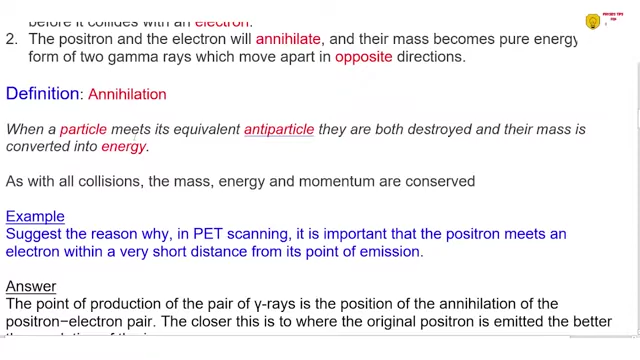 before it collides with an electron.
2. The positron and the electron will annihilate, and their mass becomes pure energy
form of two gamma rays which move apart in opposite directions.
Definition: Annihilation
When a particle meets its equivalent antiparticle they are both destroyed and their mass is
converted into energy.
As with all collisions, the mass, energy and momentum are conserved
Example
Suggest the reason why, in PET scanning, it is important that the positron meets an
electron within a very short distance from its point of emission.
Answer
The point of production of the pair of γ-rays is the position of the annihilation of the
positron−electron pair. The closer this is to where the original positron is emitted the better